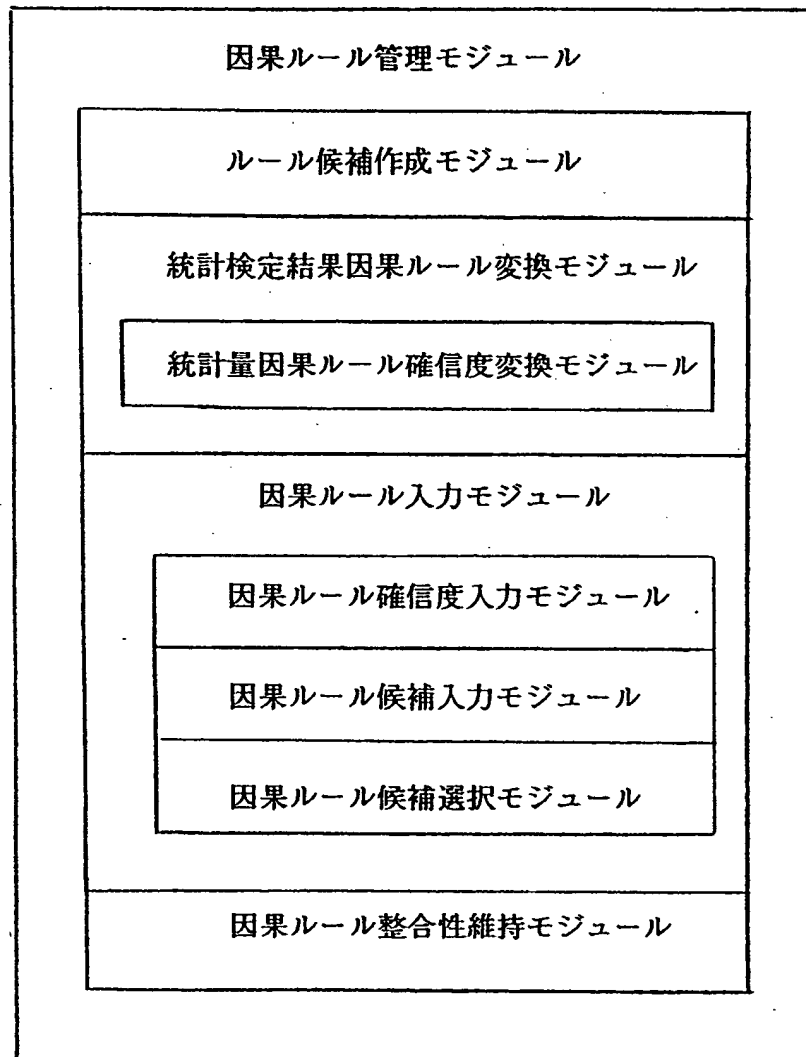 因果ルール管理モジュール
ルール候補作成モジュール
統計検定結果因果ルール変換モジュール
統計量因果ルール確信度変換モジュール
因果ルール入力モジュール
因果ルール確信度入力モジュール
因果ルール候補入力モジュール
因果ルール候補選択モジュール
因果ルール整合性維持モジュール